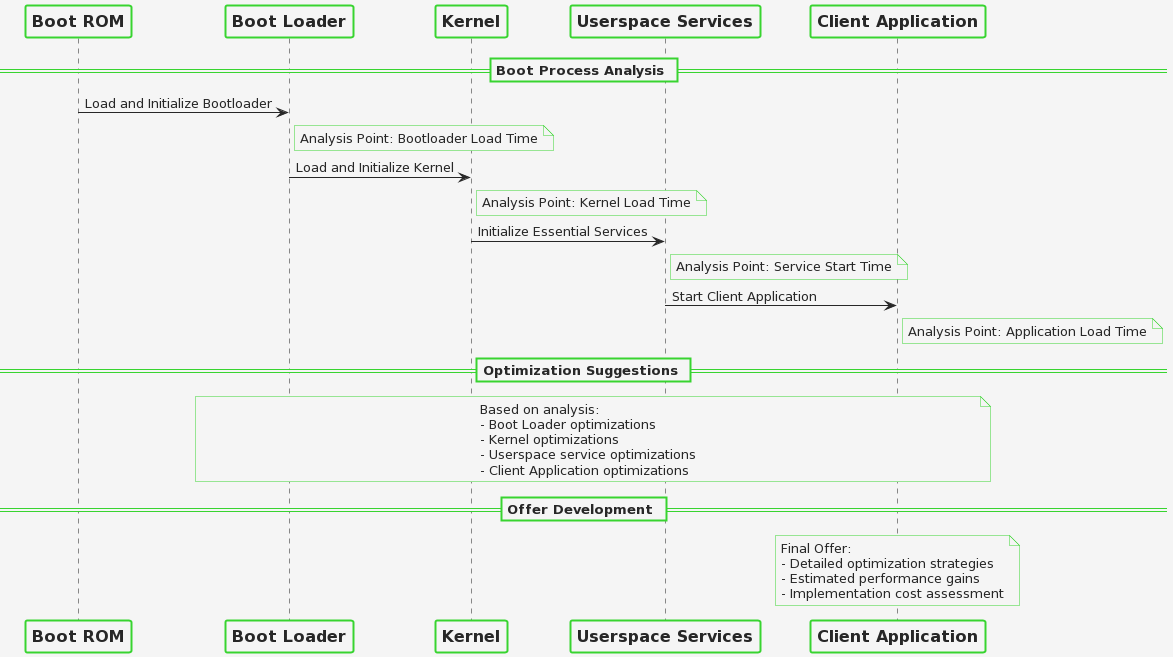 Boot ROM
Boot Loader
Kernel
Userspace Services
Client Application
Boot Process Analysis
Load and Initialize Bootloader
Analysis Point: Bootloader Load Time
Load and Initialize Kernel
Analysis Point: Kernel Load Time
Initialize Essential Services
Analysis Point: Service Start Time
Start Client Application
Analysis Point: Application Load Time
Optimization Suggestions
Based on analysis:
- Boot Loader optimizations
- Kernel optimizations
- Userspace service optimizations
- Client Application optimizations
Offer Development
Final Offer:
- Detailed optimization strategies
- Estimated performance gains
- Implementation cost assessment
Boot ROM
Boot Loader
Kernel
Userspace Services
Client Application